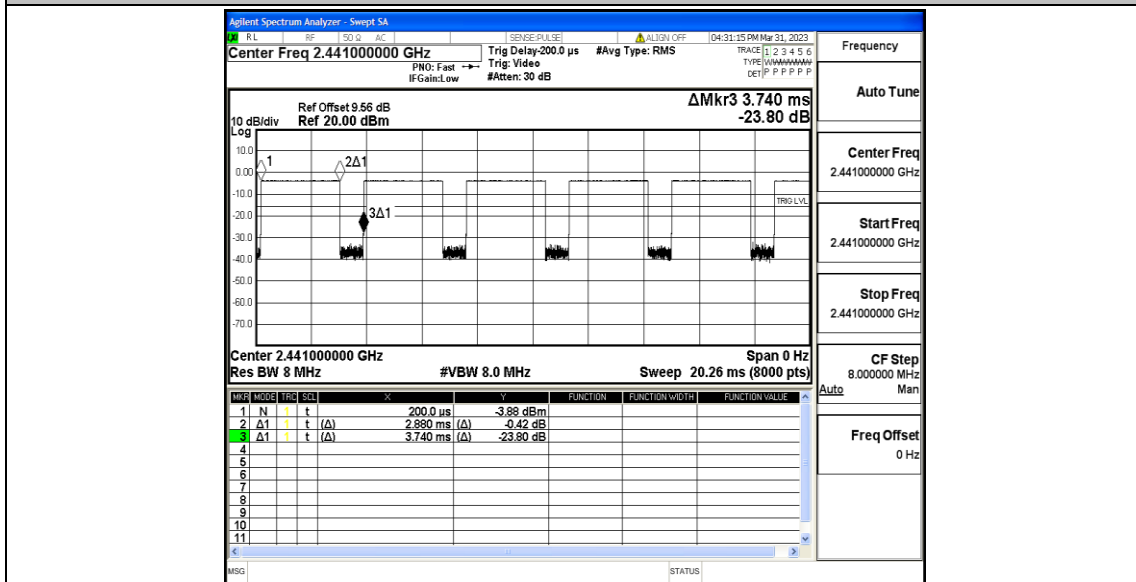 Agilent Spectrum Analyzer - Swept SA
RL RF 50 Ω AC SENSE:PULSE ALIGN OFF 04:31:15 PM Mar 31, 2023
Center Freq 2.441000000 GHz Trig Delay-200.0 µs #Avg Type: RMS TRACE 1 2 3 4 5 6
PNO: Fast Trig: Video TYPE WWWWWW
IFGain:Low #Atten: 30 dB DET P P P P P P
ΔMkr3 3.740 ms
-23.80 dB
Ref Offset 9.56 dB
10 dB/div Ref 20.00 dBm
Log
10.0
0.00
-10.0
-20.0
-30.0
-40.0
-50.0
-60.0
-70.0
1
2Δ1
3Δ1
TRIG LVL
Center 2.441000000 GHz Span 0 Hz
Res BW 8 MHz #VBW 8.0 MHz Sweep 20.26 ms (8000 pts)
MKR MODE TRC SCL X Y FUNCTION FUNCTION WIDTH FUNCTION VALUE
1 N 1 t 200.0 µs -3.88 dBm
2 Δ1 1 t (Δ) 2.880 ms (Δ) -0.42 dB
3 Δ1 1 t (Δ) 3.740 ms (Δ) -23.80 dB
4
5
6
7
8
9
10
11
MSG STATUS
Frequency
Auto Tune
Center Freq
2.441000000 GHz
Start Freq
2.441000000 GHz
Stop Freq
2.441000000 GHz
CF Step
8.000000 MHz
Auto Man
Freq Offset
0 Hz